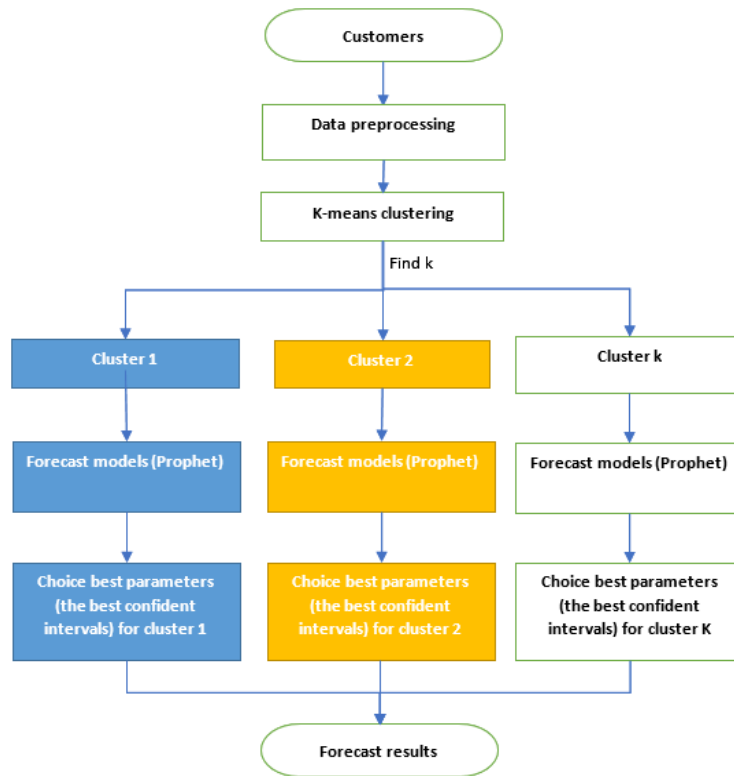 Customers
Data preprocessing
K-means clustering
Find k
Cluster 1
Cluster 2
Cluster k
Forecast models (Prophet)
Forecast models (Prophet)
Forecast models (Prophet)
Choice best parameters
(the best confident
intervals) for cluster 1
Choice best parameters
(the best confident
intervals) for cluster 2
Choice best parameters
(the best confident
intervals) for cluster K
Forecast results